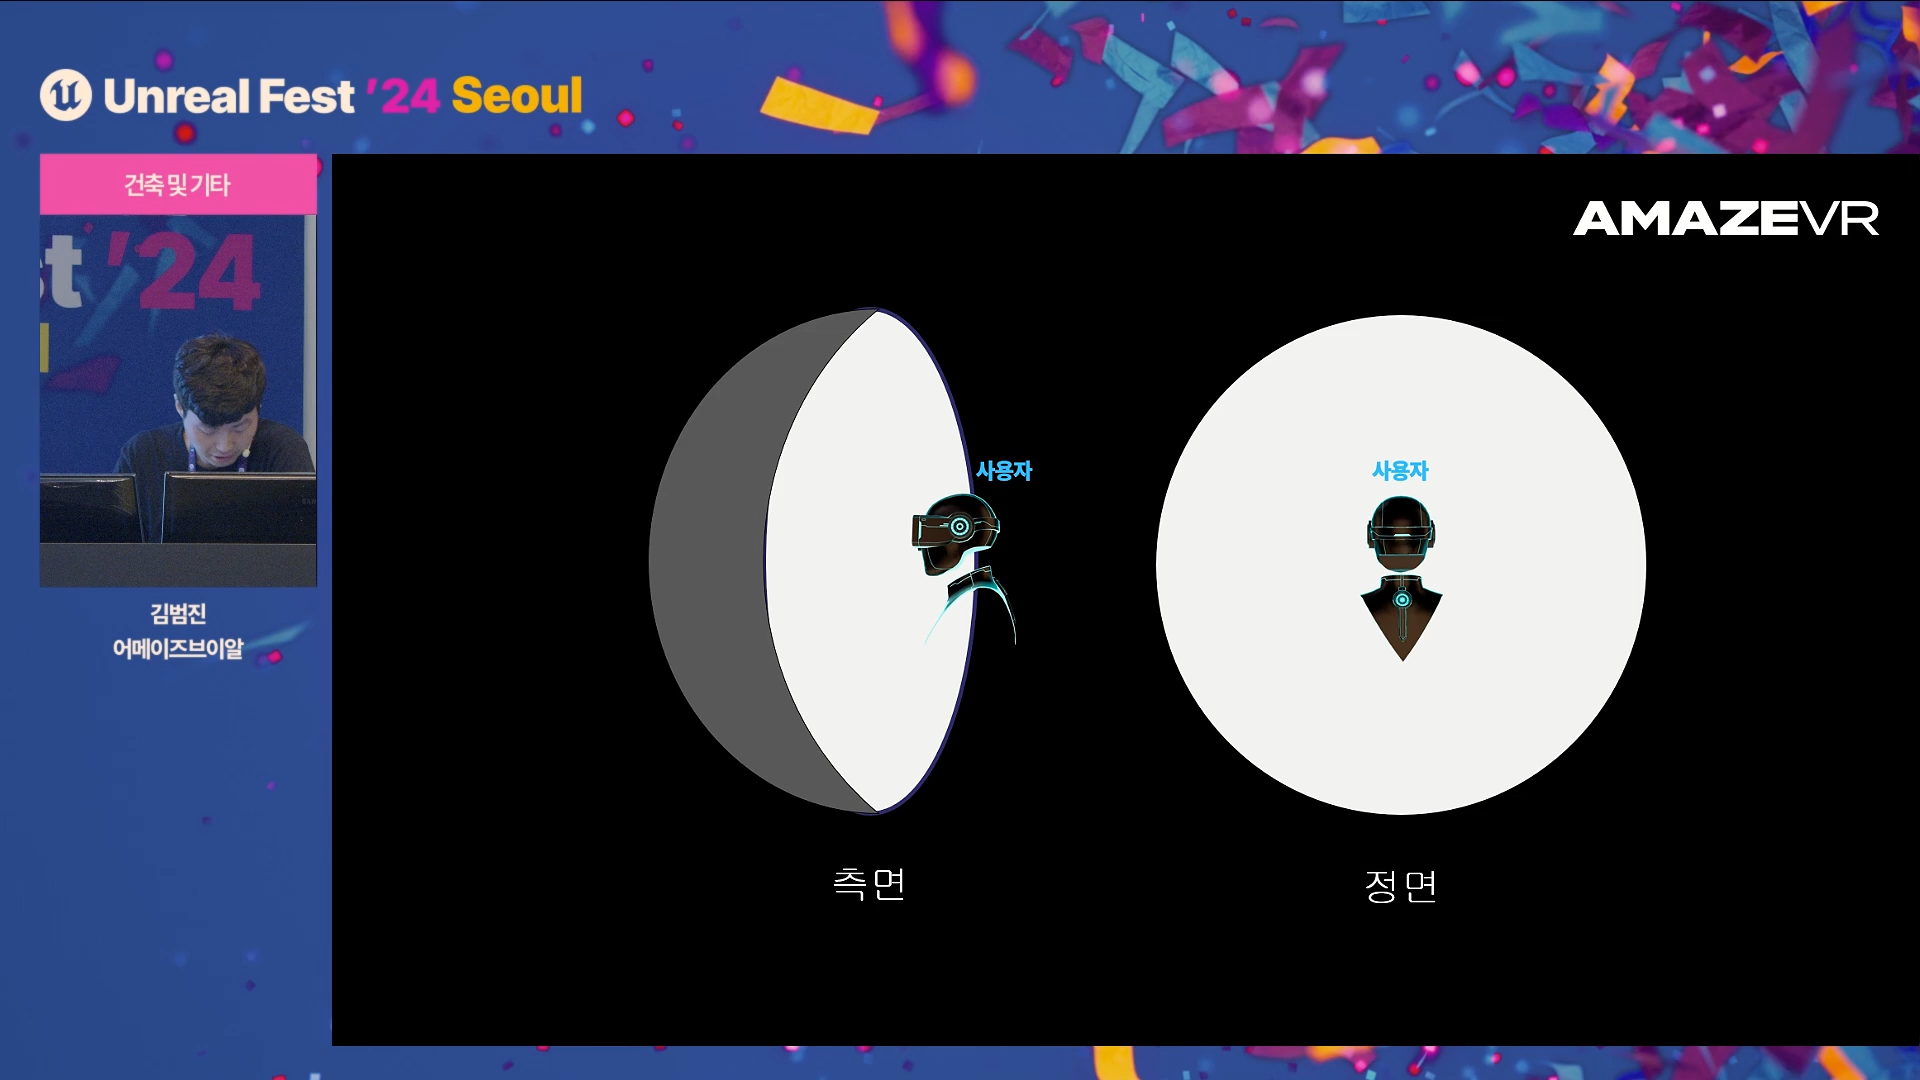 Unreal Fest '24 Seoul
건축 및 기타
t '24
김범진
어메이즈브이알
AMAZEVR
사용자
사용자
측면
정면